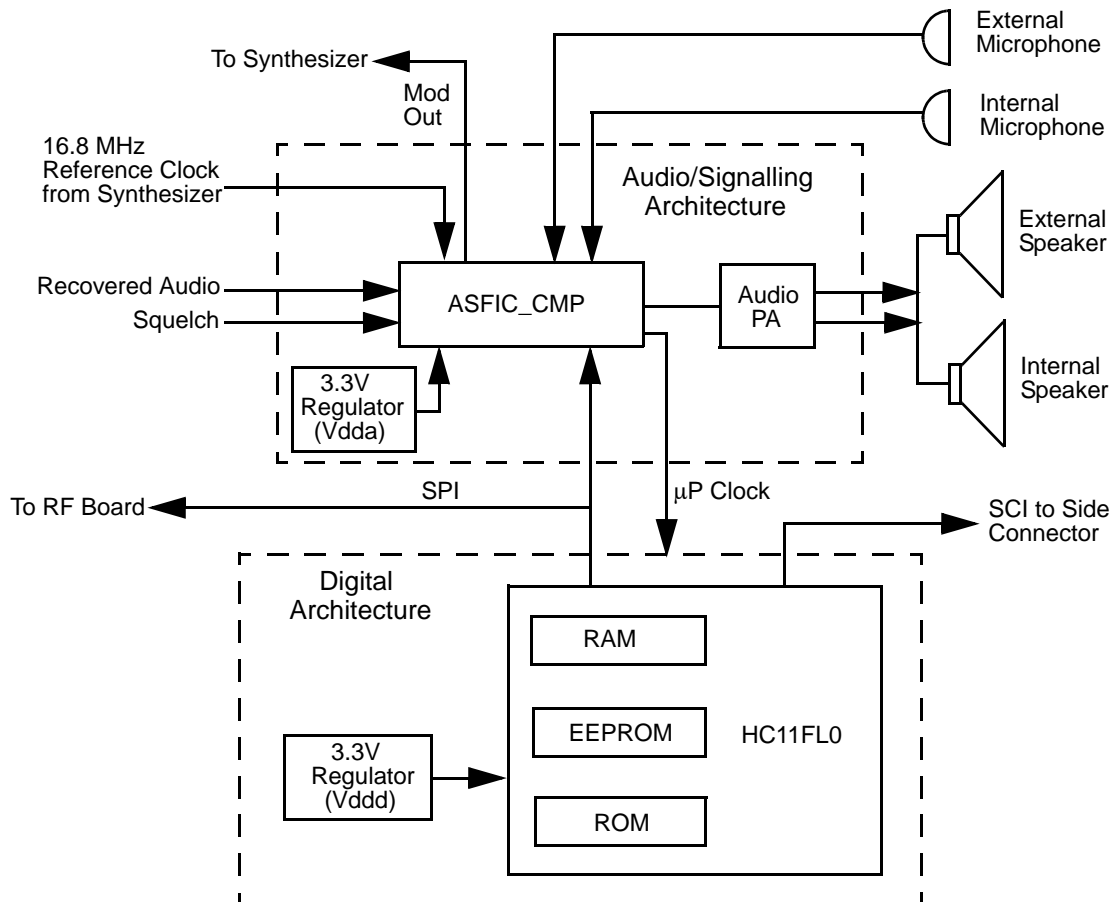 External
Microphone
To Synthesizer
Mod
Out
Internal
Microphone
16.8 MHz
Reference Clock
from Synthesizer
Audio/Signalling
Architecture
External
Speaker
Recovered Audio
Squelch
ASFIC_CMP
Audio
PA
3.3V
Regulator
(Vdda)
Internal
Speaker
To RF Board
SPI
µP Clock
SCI to Side
Connector
Digital
Architecture
RAM
EEPROM
HC11FL0
3.3V
Regulator
(Vddd)
ROM